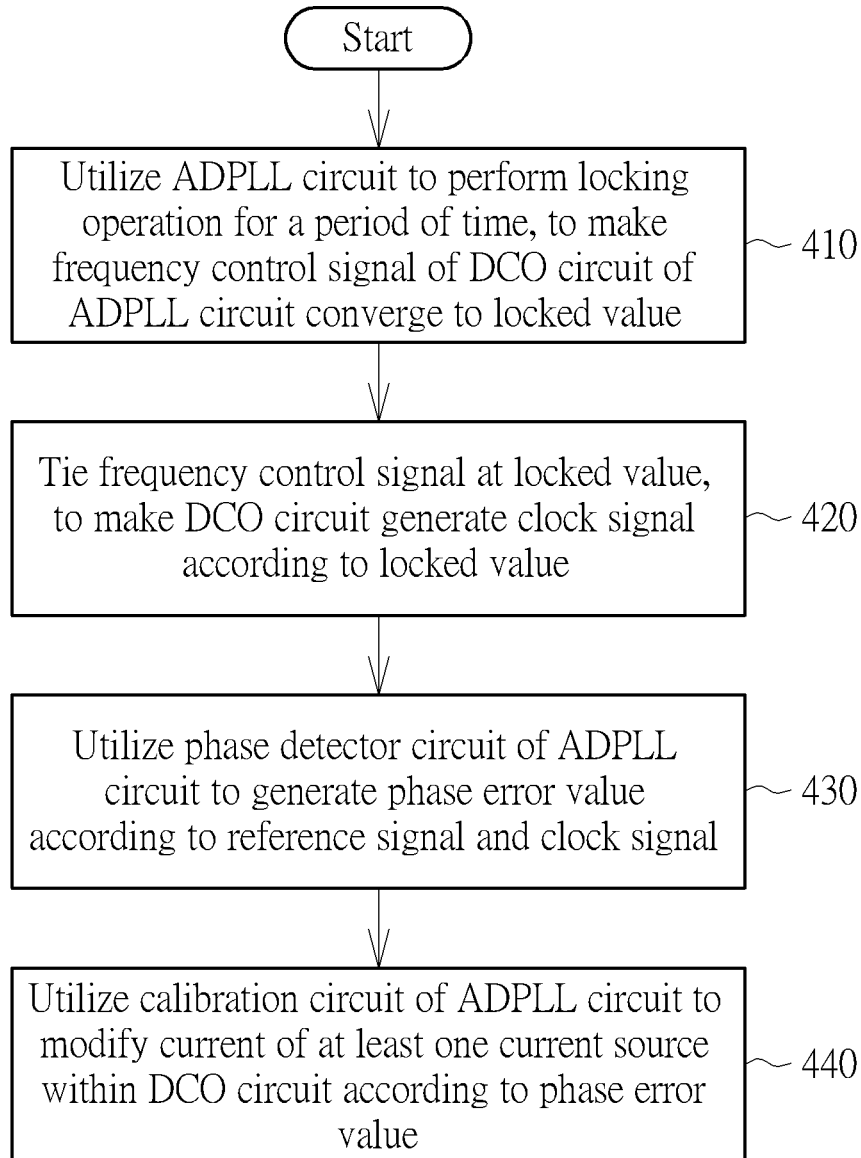 Start
Utilize ADPLL circuit to perform locking
operation for a period of time, to make
frequency control signal of DCO circuit of
ADPLL circuit converge to locked value
410
Tie frequency control signal at locked value,
to make DCO circuit generate clock signal
according to locked value
420
Utilize phase detector circuit of ADPLL
circuit to generate phase error value
according to reference signal and clock signal
430
Utilize calibration circuit of ADPLL circuit to
modify current of at least one current source
within DCO circuit according to phase error
value
440